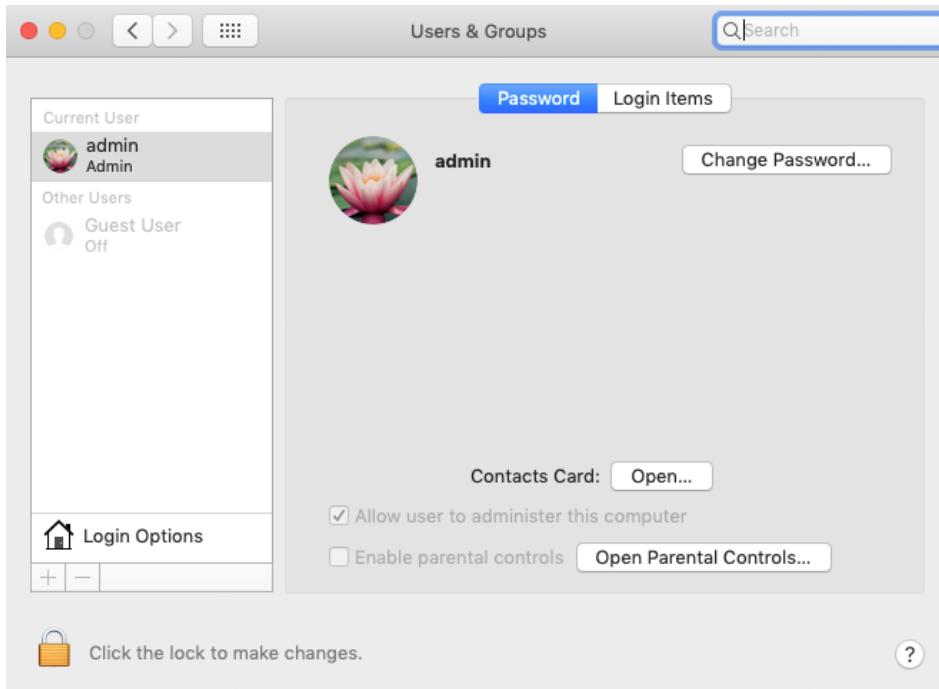 Users & Groups
Search
Password Login Items
Current User
admin
Admin
Other Users
Guest User
Off
Login Options
admin
Change Password...
Contacts Card: Open...
Allow user to administer this computer
Enable parental controls Open Parental Controls...
Click the lock to make changes.
?